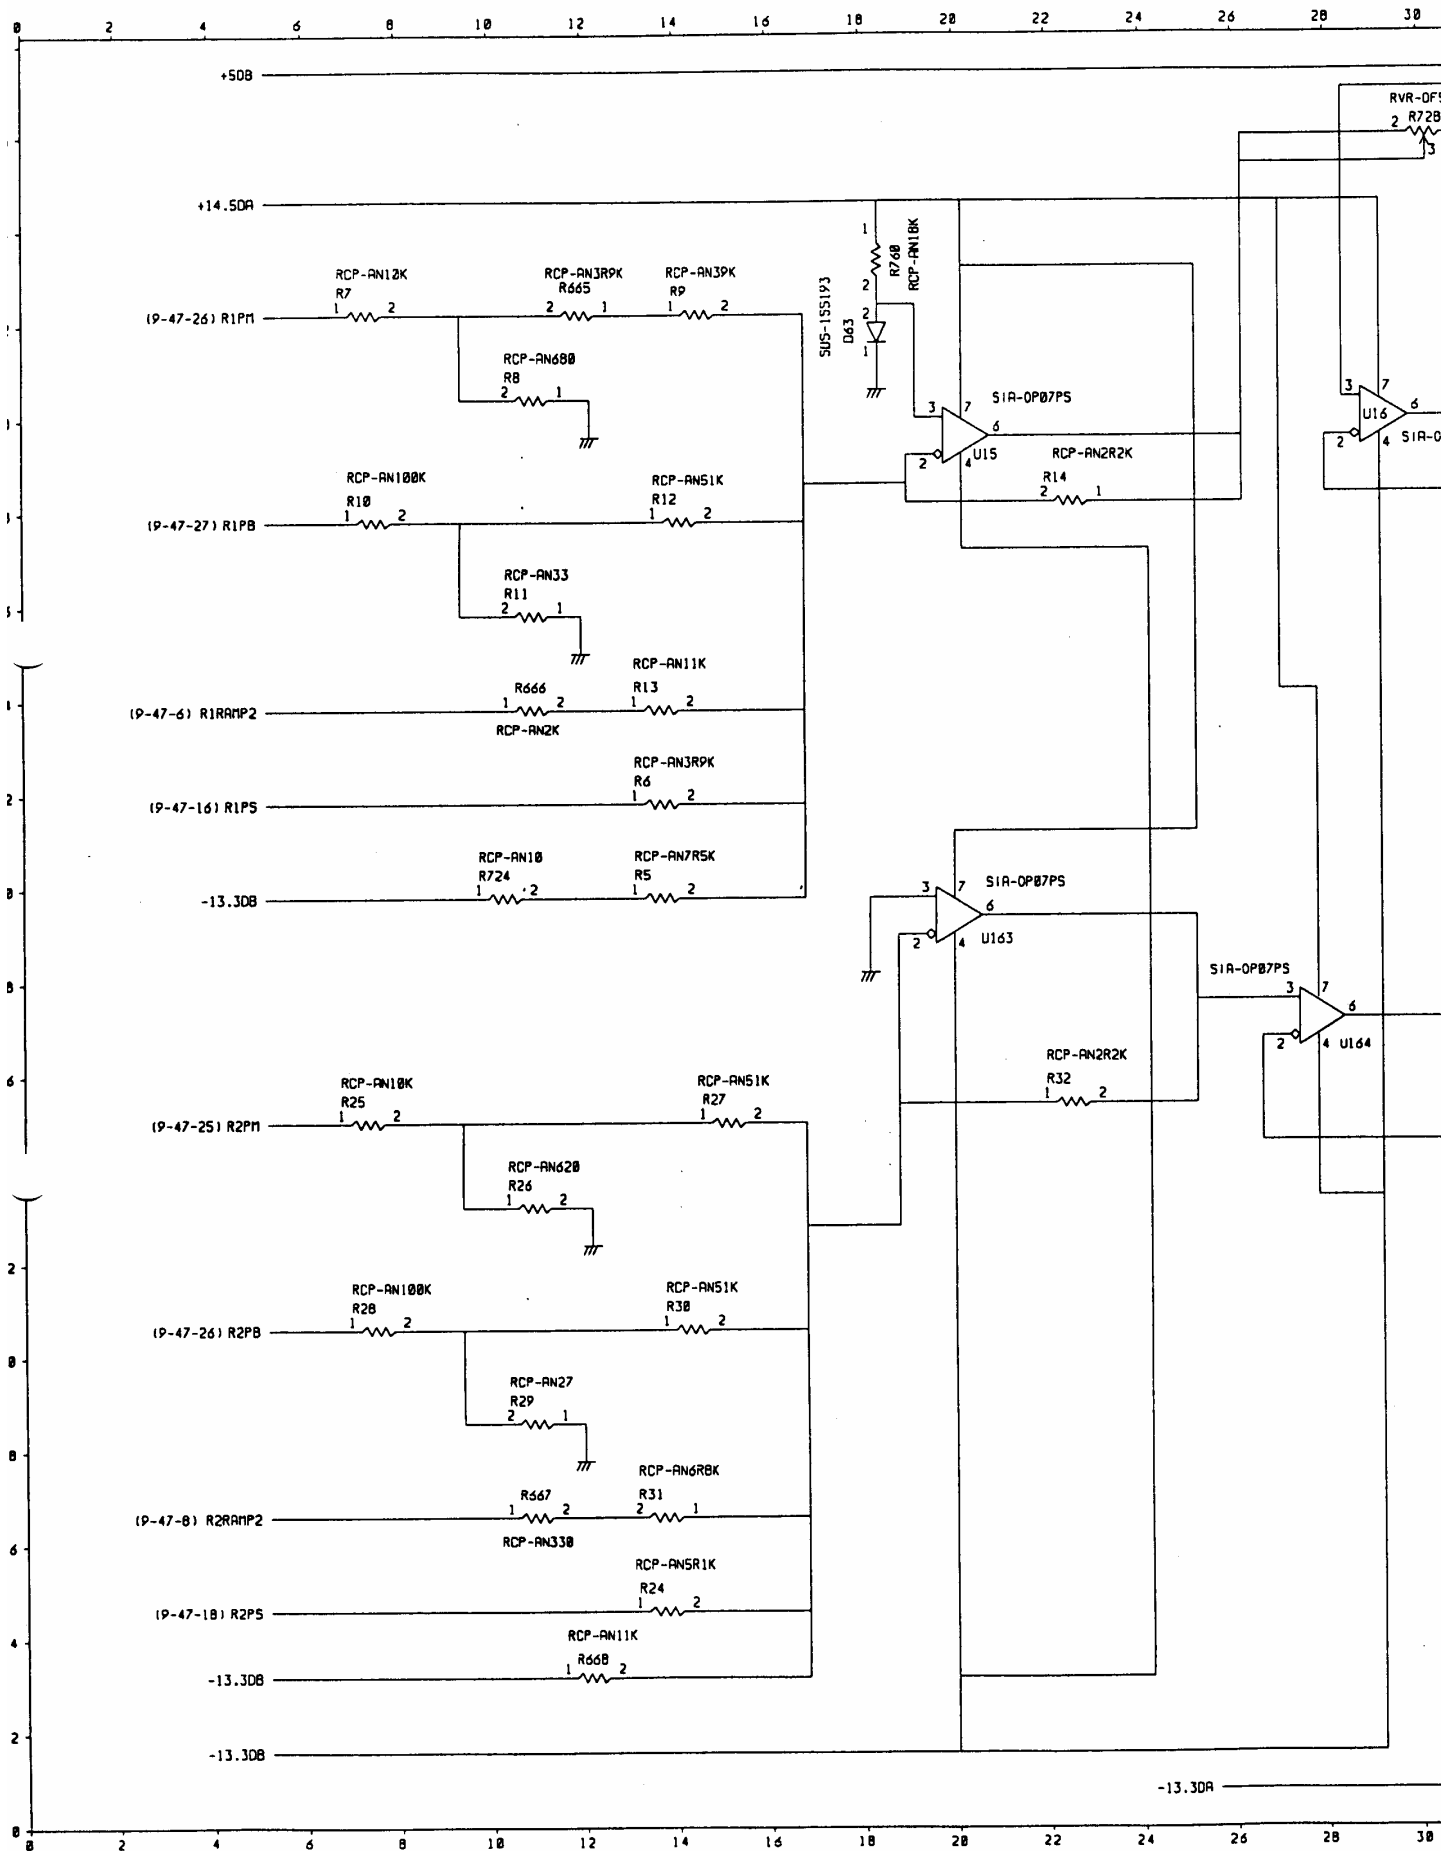 0 2 4 6 8 10 12 14 16 18 20 22 24 26 28 30
+5DB
RVR-DFS
R728
2
3
+14.5DA
1
R760
RCP-AN18K
2
RCP-AN10K
R7
1 2
RCP-AN3R9K
R665
2 1
RCP-AN39K
R9
1 2
(9-47-26) R1PM
SDS-1SS193
D63
2
1
RCP-AN680
R8
2 1
SIA-OP07PS
3 7
6
2 4
U15
3 7
U16 6
2 4
SIA-O
RCP-AN2R2K
R14
2 1
RCP-AN100K
R10
1 2
RCP-AN51K
R12
1 2
(9-47-27) R1PB
RCP-AN33
R11
2 1
RCP-AN11K
R666
1 2
R13
1 2
(9-47-6) R1RAMP2
RCP-AN2K
RCP-AN3R9K
R6
1 2
(9-47-16) R1PS
RCP-AN10
R724
1 2
RCP-AN7R5K
R5
1 2
-13.3DB
SIA-OP07PS
3 7
6
2 4
U163
SIA-OP07PS
3 7
6
2 4
U164
RCP-AN2R2K
R32
1 2
RCP-AN10K
R25
1 2
RCP-AN51K
R27
1 2
(9-47-25) R2PM
RCP-AN620
R26
1 2
RCP-AN100K
R28
1 2
RCP-AN51K
R30
1 2
(9-47-26) R2PB
RCP-AN27
R29
2 1
RCP-AN6R8K
R667
1 2
R31
2 1
(9-47-8) R2RAMP2
RCP-AN330
RCP-AN5R1K
R24
1 2
(9-47-18) R2PS
RCP-AN11K
R668
1 2
-13.3DB
-13.3DB
-13.3DA
0 2 4 6 8 10 12 14 16 18 20 22 24 26 28 30